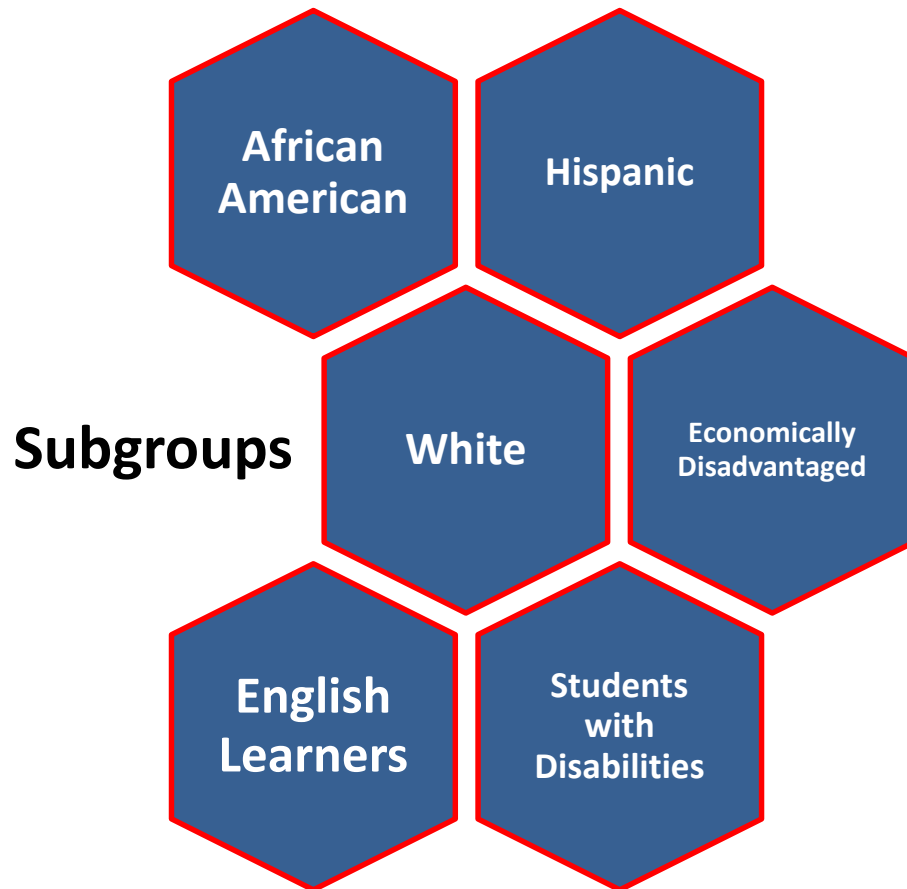 African
American
Hispanic
Subgroups
White
Economically
Disadvantaged
English
Learners
Students
with
Disabilities